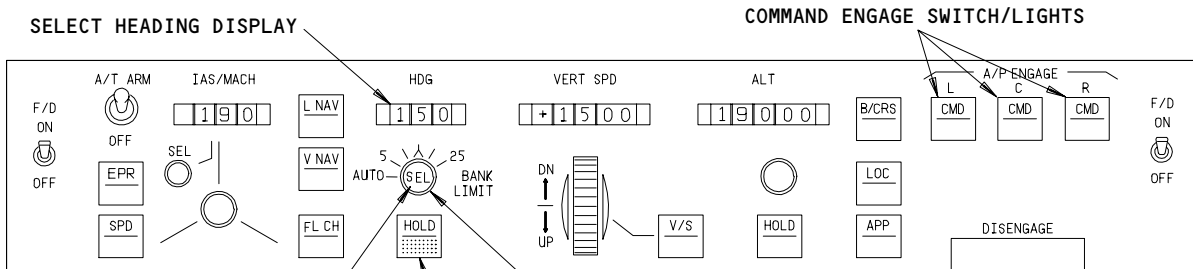 SELECT HEADING DISPLAY
COMMAND ENGAGE SWITCH/LIGHTS
A/T ARM
IAS/MACH
HDG
VERT SPD
ALT
A/P ENGAGE
L C R
F/D
ON
OFF
OFF
190
L NAV
150
+1500
19000
B/CRS
CMD
CMD
CMD
F/D
ON
OFF
SEL
EPR
V NAV
5
25
AUTO
SEL
BANK
LIMIT
DN
UP
LOC
SPD
FL CH
HOLD
V/S
HOLD
APP
DISENGAGE